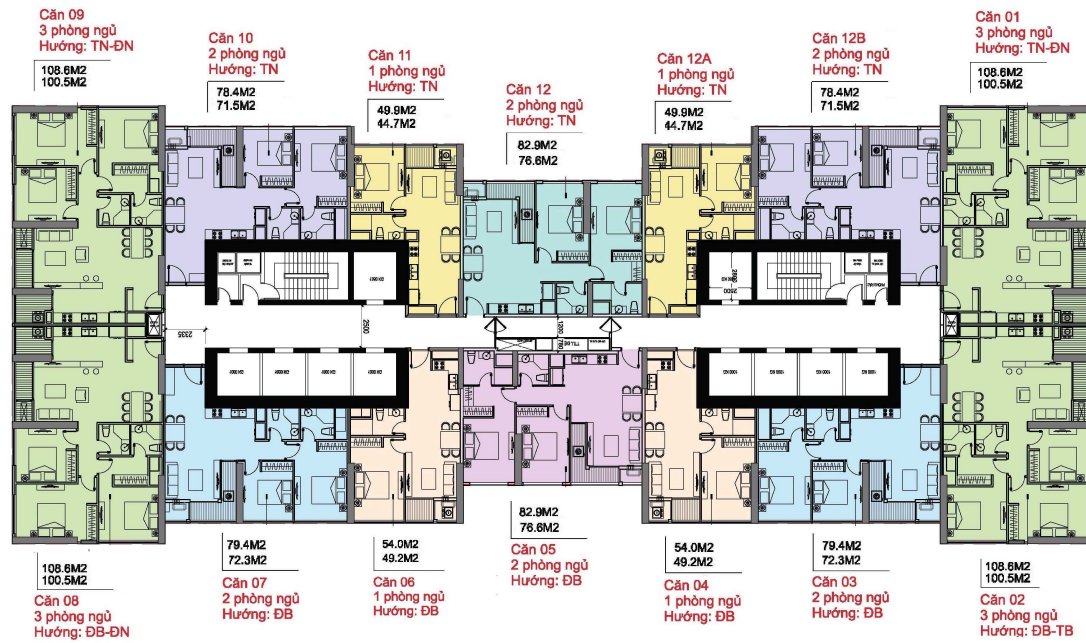 Căn 09
3 phòng ngủ
Hướng: TN-ĐN
108.6M2
100.5M2
Căn 10
2 phòng ngủ
Hướng: TN
78.4M2
71.5M2
Căn 11
1 phòng ngủ
Hướng: TN
49.9M2
44.7M2
Căn 12
2 phòng ngủ
Hướng: TN
82.9M2
76.6M2
Căn 12A
1 phòng ngủ
Hướng: TN
49.9M2
44.7M2
Căn 12B
2 phòng ngủ
Hướng: TN
78.4M2
71.5M2
Căn 01
3 phòng ngủ
Hướng: TN-ĐN
108.6M2
100.5M2
2335
2500
1200
2600
108.6M2
100.5M2
Căn 08
3 phòng ngủ
Hướng: ĐB-ĐN
79.4M2
72.3M2
Căn 07
2 phòng ngủ
Hướng: ĐB
54.0M2
49.2M2
Căn 06
1 phòng ngủ
Hướng: ĐB
82.9M2
76.6M2
Căn 05
2 phòng ngủ
Hướng: ĐB
54.0M2
49.2M2
Căn 04
1 phòng ngủ
Hướng: ĐB
79.4M2
72.3M2
Căn 03
2 phòng ngủ
Hướng: ĐB
108.6M2
100.5M2
Căn 02
3 phòng ngủ
Hướng: ĐB-TB